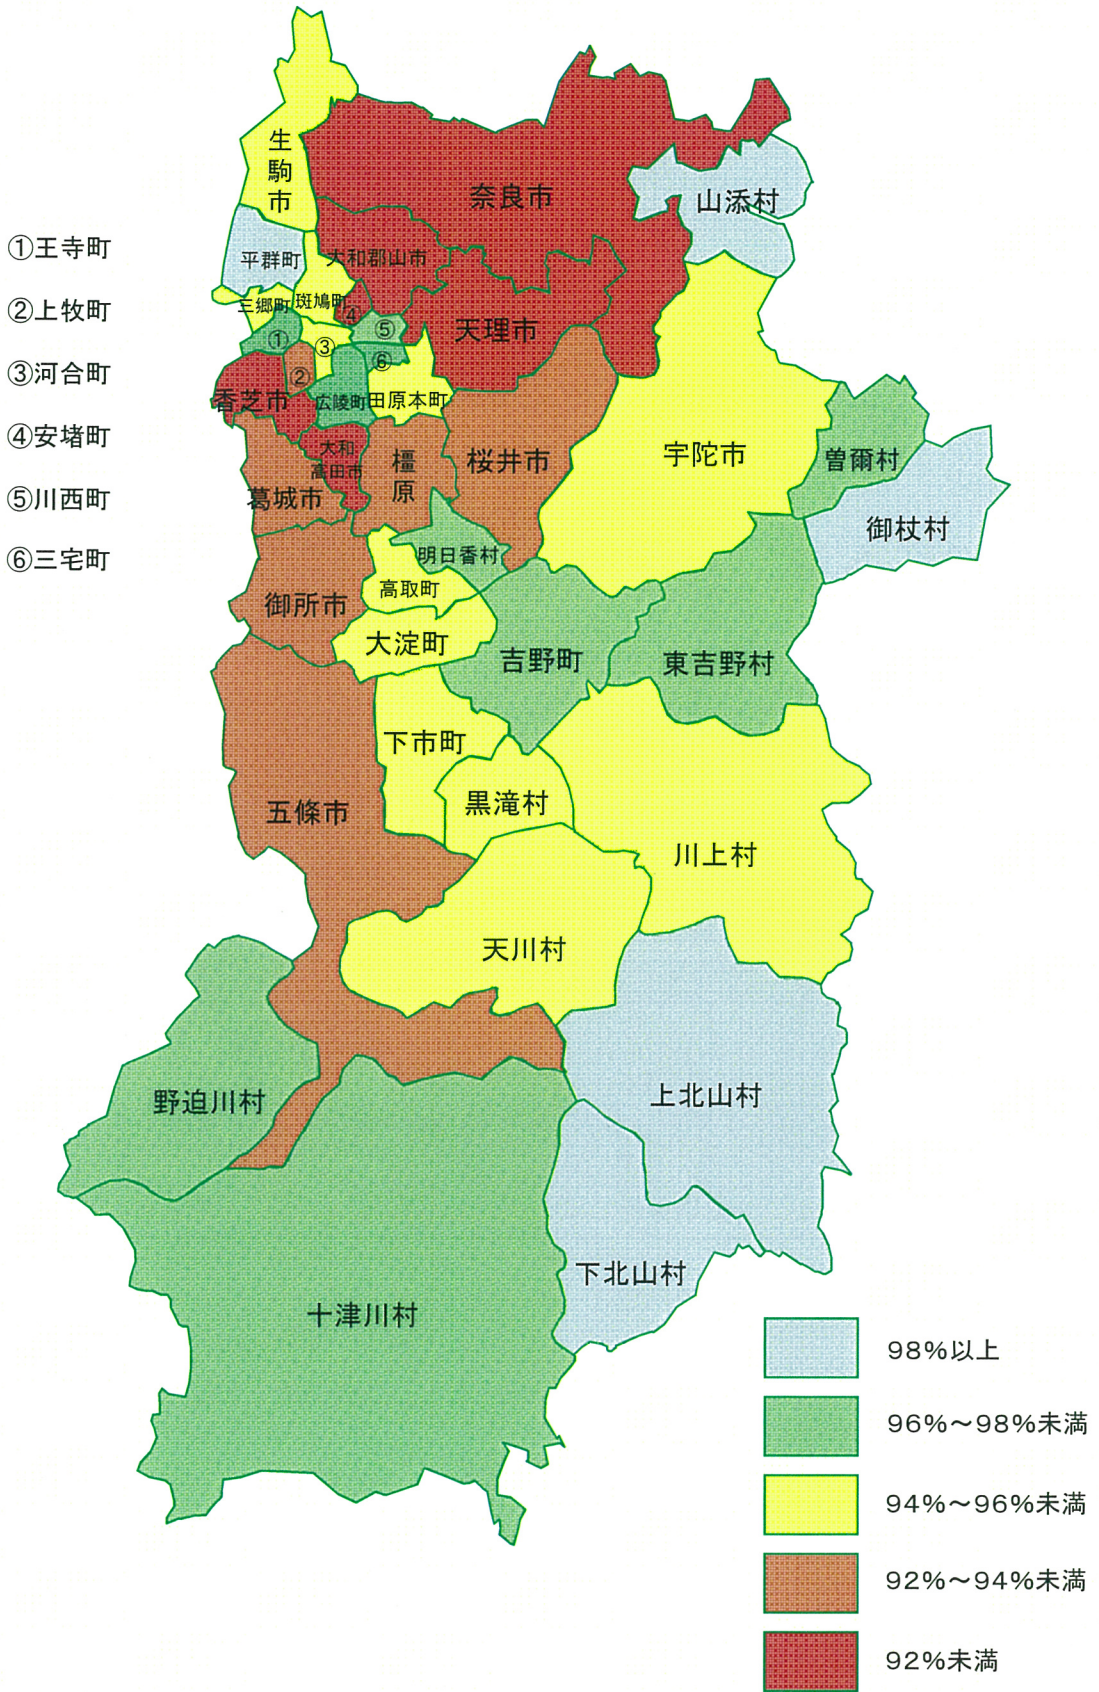 生駒市
奈良市
山添村
①王寺町
平群町
大和郡山市
②上牧町
三郷町
斑鳩町
④
天理市
⑤
①
③
⑥
③河合町
②
香芝市
広陵町
田原本町
④安堵町
大和
高田市
橿原
桜井市
宇陀市
曽爾村
⑤川西町
葛城市
御杖村
⑥三宅町
明日香村
高取町
御所市
大淀町
吉野町
東吉野村
下市町
黒滝村
五條市
川上村
天川村
野迫川村
上北山村
下北山村
十津川村
98%以上
96%～98%未満
94%～96%未満
92%～94%未満
92%未満